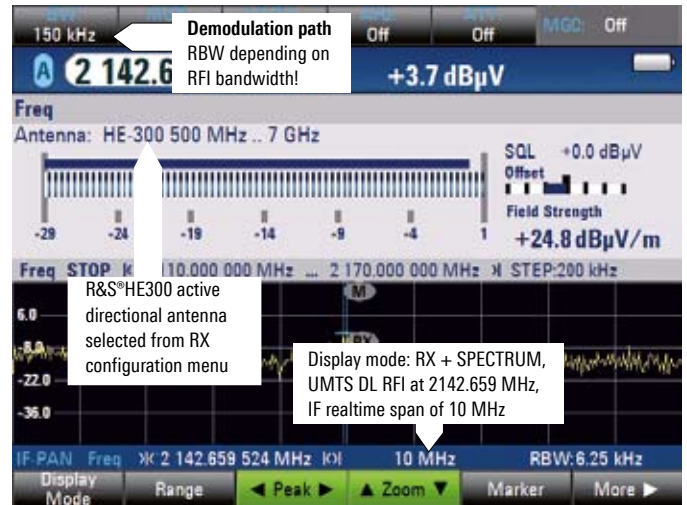 150 kHz
Demodulation path
RBW depending on
RFI bandwidth!
Off
Off
MGC: Off
A 2 142.6
+3.7 dBµV
Freq
Antenna: HE-300 500 MHz .. 7 GHz
SQL +0.0 dBµV
Offset
-29 -24 -19 -14 -9 -4 1
Field Strength
+24.8 dBµV/m
Freq STOP 110.000 000 MHz ... 2 170.000 000 MHz STEP:200 kHz
M
R&S®HE300 active
directional antenna
selected from RX
configuration menu
6.0
-8.0
-22.0
-36.0
RX
Display mode: RX + SPECTRUM,
UMTS DL RFI at 2142.659 MHz,
IF realtime span of 10 MHz
IF-PAN Freq 2 142.659 524 MHz 10 MHz RBW:6.25 kHz
Display Mode Range ◄ Peak ► ▲ Zoom ▼ Marker More ►